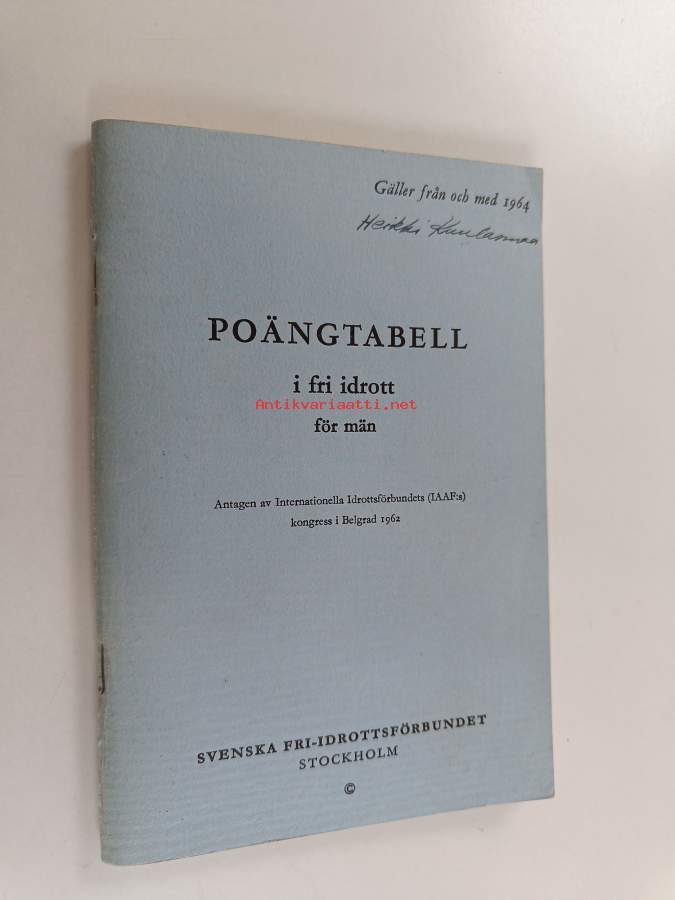 Gäller från och med 1964
Heikki
POÄNGTABELL
i fri idrott
Antikvariaatti.net
för män
Antagen av Internationella Idrottsförbundets (IAAF:s)
kongress i Belgrad 1962
SVENSKA FRI-IDROTTSFÖRBUNDET
STOCKHOLM
©